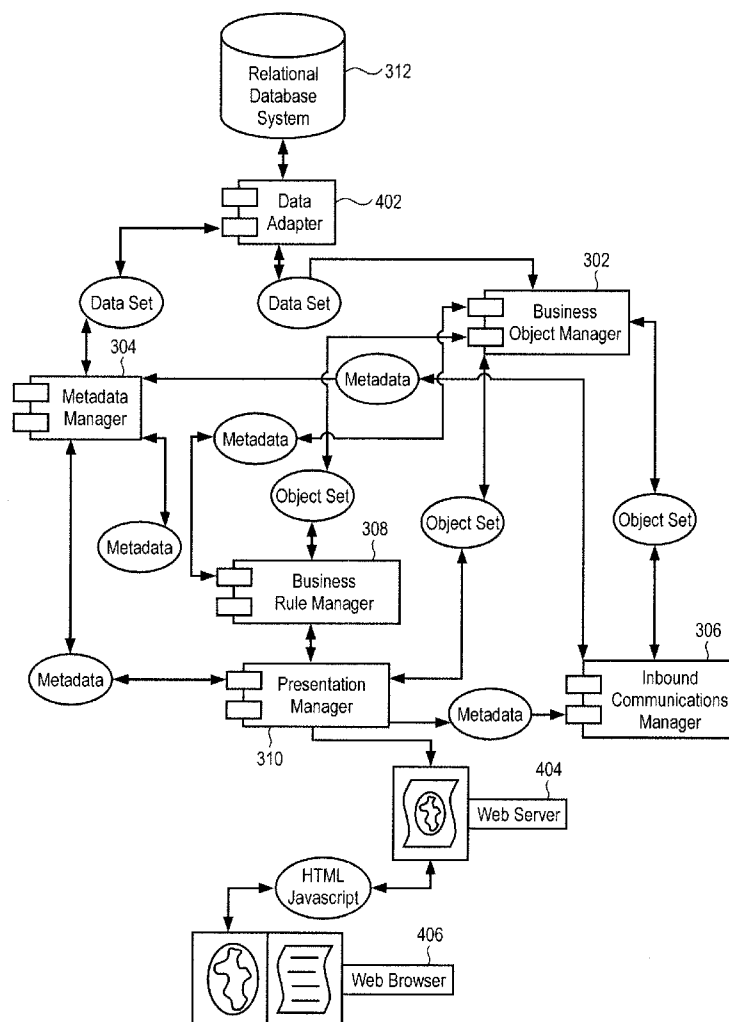 Relational
Database
System
312
Data
Adapter
402
Data Set
Data Set
302
Business
Object Manager
304
Metadata
Manager
Metadata
Metadata
Object Set
Object Set
Object Set
Metadata
308
Business
Rule Manager
306
Inbound
Communications
Manager
Metadata
Presentation
Manager
310
Metadata
404
Web Server
HTML
Javascript
406
Web Browser